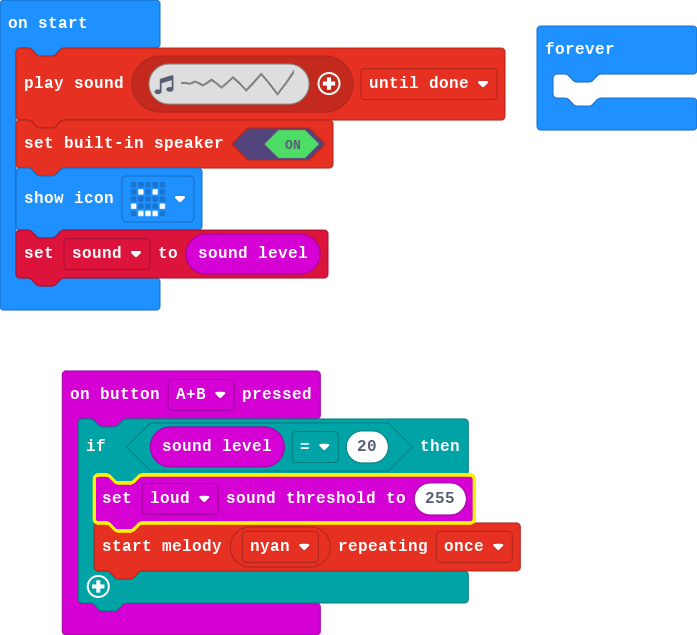 on start
play sound until done
set built-in speaker ON
show icon
set sound to sound level
forever
on button A+B pressed
if sound level = 20 then
set loud sound threshold to 255
start melody nyan repeating once